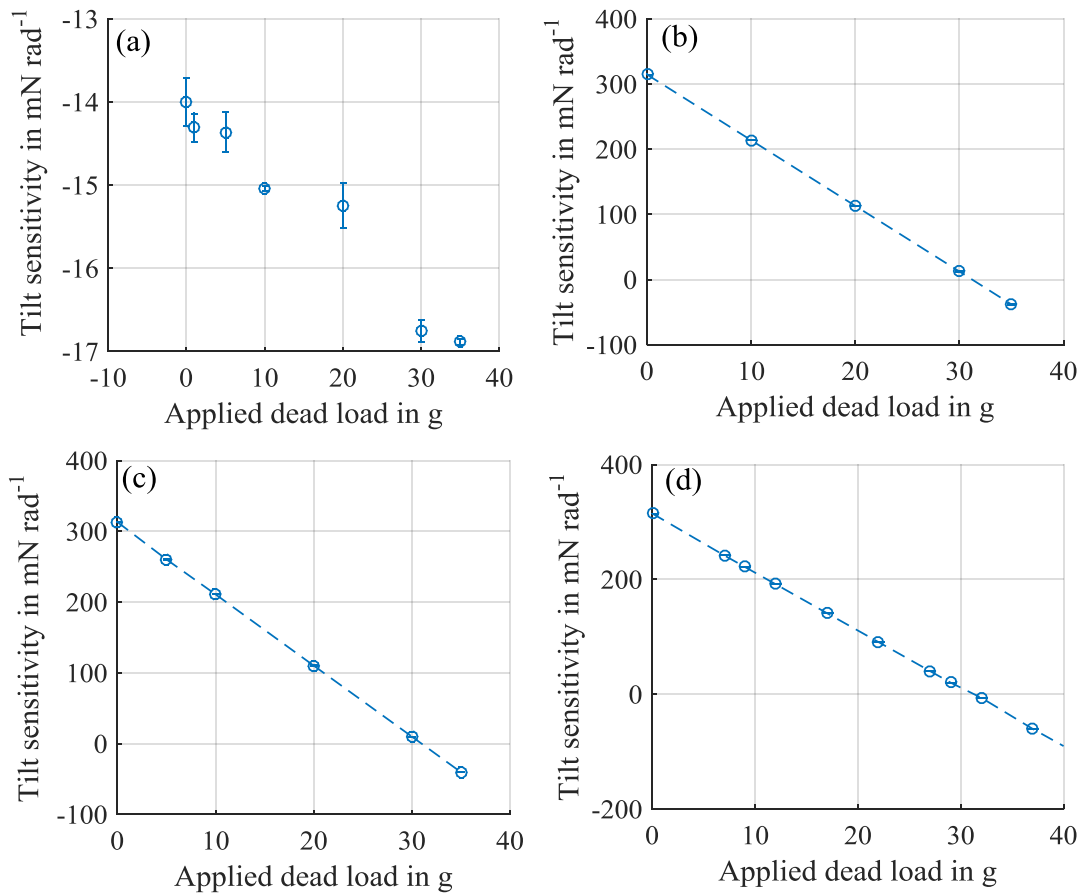 (a)
Tilt sensitivity in mN rad⁻¹
-13
-14
-15
-16
-17
-10 0 10 20 30 40
Applied dead load in g
(b)
Tilt sensitivity in mN rad⁻¹
400
300
200
100
0
-100
0 10 20 30 40
Applied dead load in g
(c)
Tilt sensitivity in mN rad⁻¹
400
300
200
100
0
-100
0 10 20 30 40
Applied dead load in g
(d)
Tilt sensitivity in mN rad⁻¹
400
200
0
-200
0 10 20 30 40
Applied dead load in g